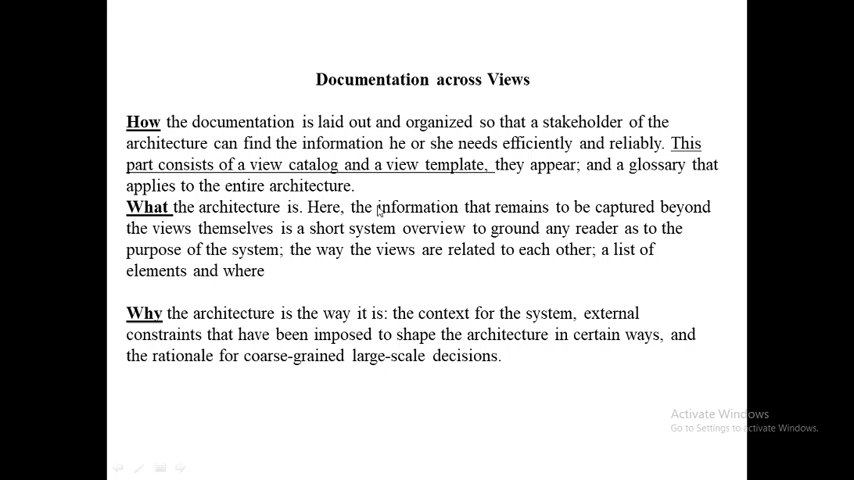 Documentation across Views
How the documentation is laid out and organized so that a stakeholder of the
architecture can find the information he or she needs efficiently and reliably. This
part consists of a view catalog and a view template, they appear; and a glossary that
applies to the entire architecture.
What the architecture is. Here, the information that remains to be captured beyond
the views themselves is a short system overview to ground any reader as to the
purpose of the system; the way the views are related to each other; a list of
elements and where
Why the architecture is the way it is: the context for the system, external
constraints that have been imposed to shape the architecture in certain ways, and
the rationale for coarse-grained large-scale decisions.
Activate Windows
Go to Settings to activate Windows.